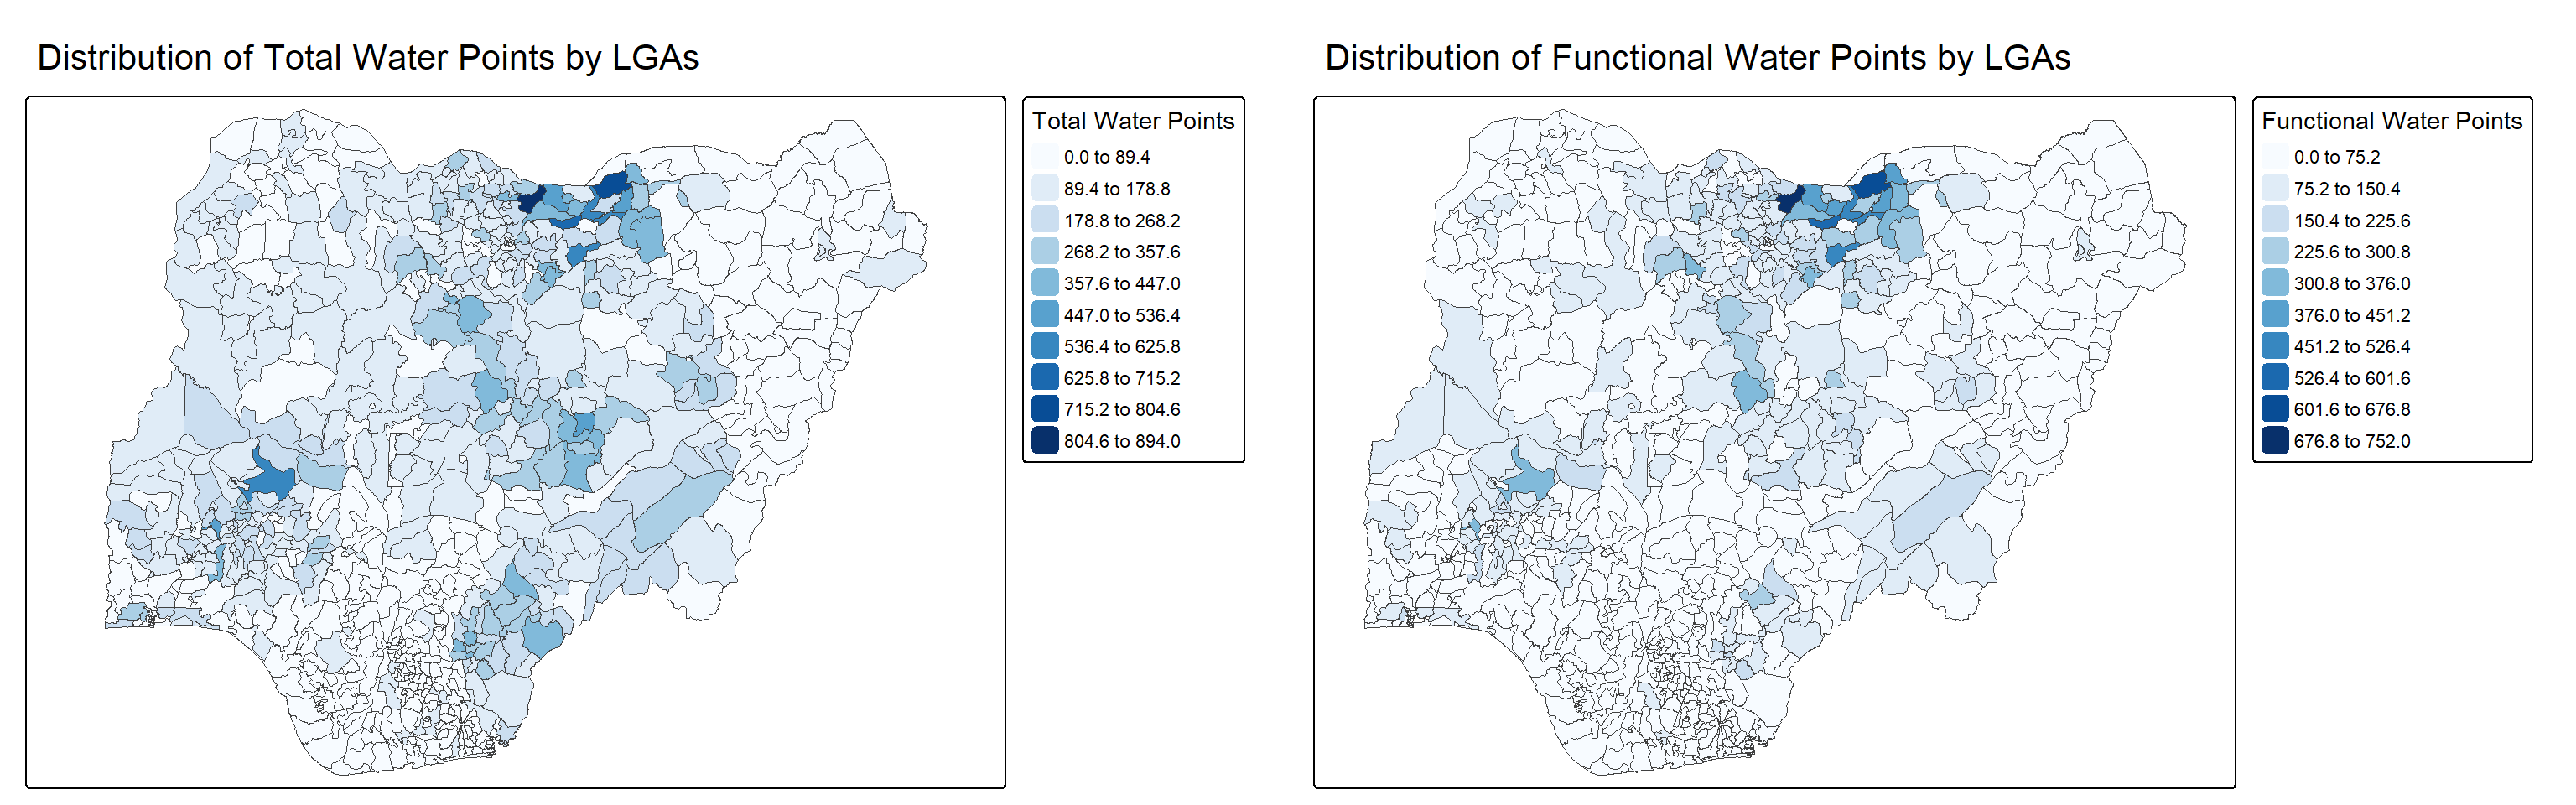 Distribution of Total Water Points by LGAs
Total Water Points
0.0 to 89.4
89.4 to 178.8
178.8 to 268.2
268.2 to 357.6
357.6 to 447.0
447.0 to 536.4
536.4 to 625.8
625.8 to 715.2
715.2 to 804.6
804.6 to 894.0
Distribution of Functional Water Points by LGAs
Functional Water Points
0.0 to 75.2
75.2 to 150.4
150.4 to 225.6
225.6 to 300.8
300.8 to 376.0
376.0 to 451.2
451.2 to 526.4
526.4 to 601.6
601.6 to 676.8
676.8 to 752.0